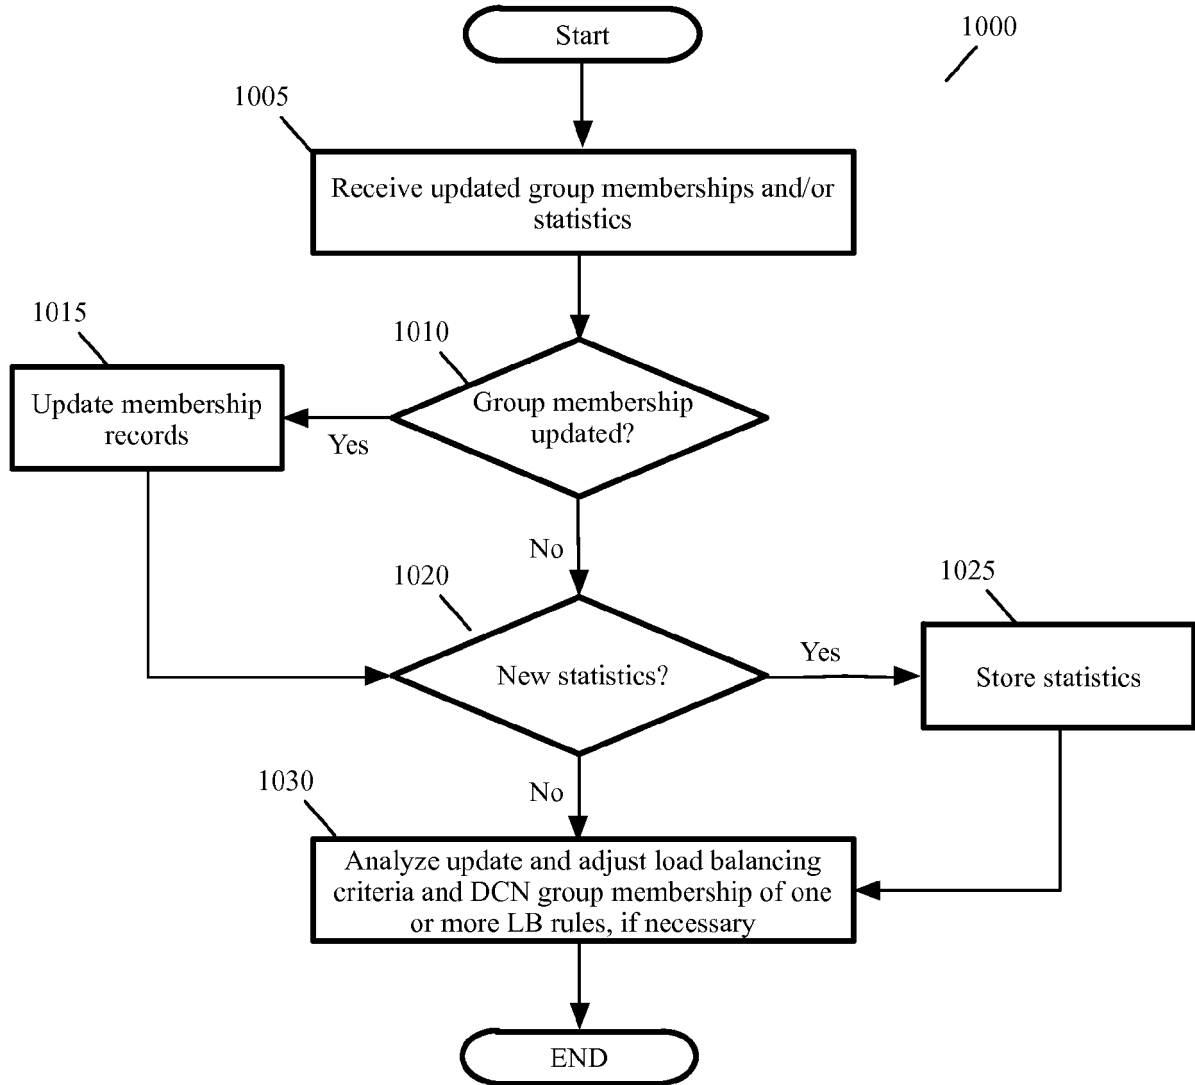 Start
1000
1005
Receive updated group memberships and/or
statistics
1015
1010
Update membership
records
Group membership
updated?
Yes
No
1020
1025
New statistics?
Yes
Store statistics
1030
No
Analyze update and adjust load balancing
criteria and DCN group membership of one
or more LB rules, if necessary
END